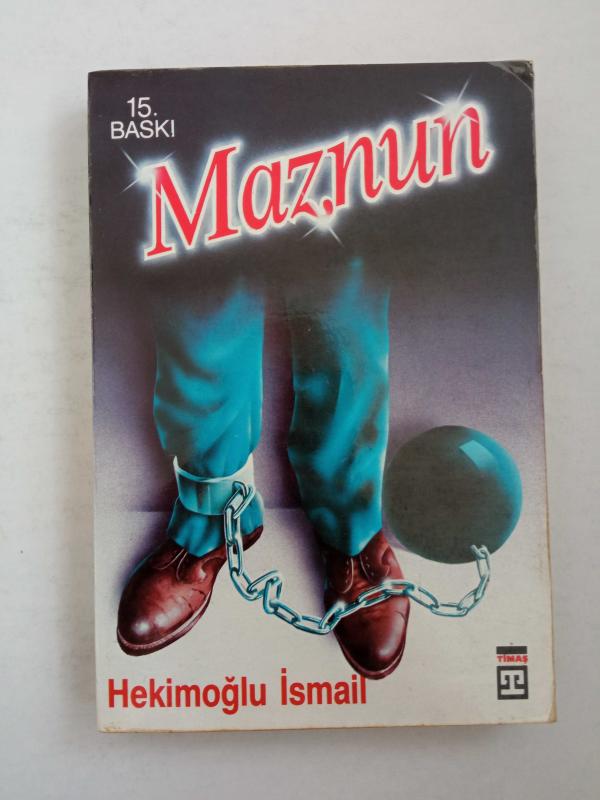 15.
BASKI
Maznun
TİMAŞ
Hekimoğlu İsmail